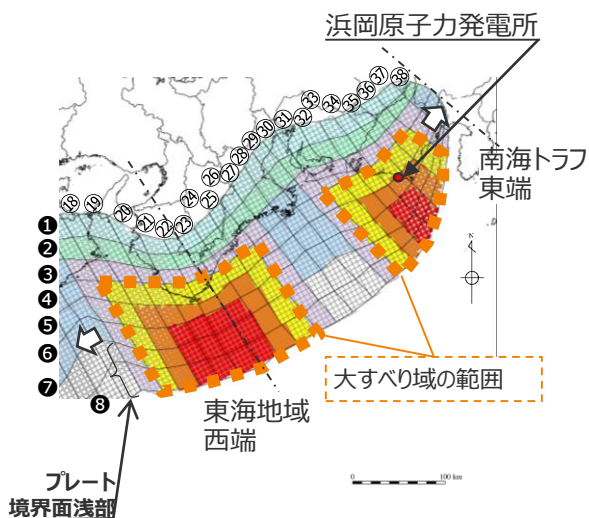 浜岡原子力発電所
⑱ ⑲ ⑳ ㉑ ㉒ ㉓ ㉔ ㉕ ㉖ ㉗ ㉘ ㉙ ㉚ ㉛ ㉜ ㉝ ㉞ ㉟ ㊱ ㊲ ㊳
南海トラフ
東端
N
❶
❷
❸
❹
❺
❻
❼
❽
大すべり域の範囲
東海地域
西端
プレート
境界面浅部
0 100 km